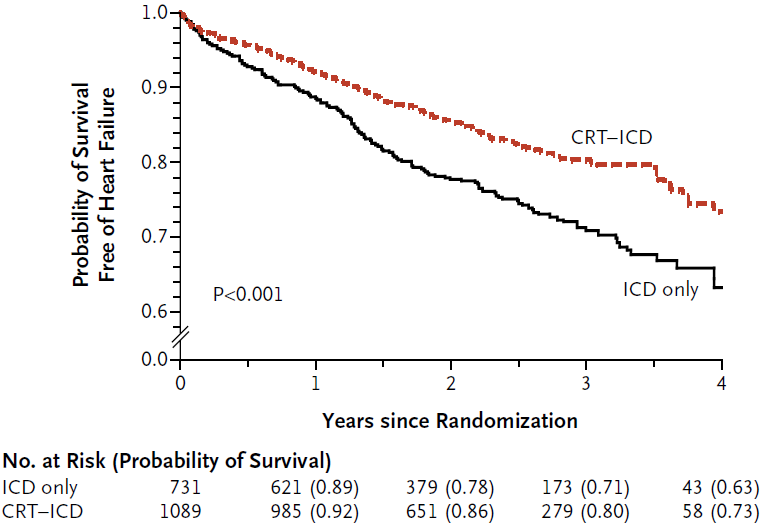 1.0
0.9
0.8
0.7
0.6
0.0
Probability of Survival
Free of Heart Failure
CRT–ICD
ICD only
P<0.001
0 1 2 3 4
Years since Randomization
No. at Risk (Probability of Survival)
ICD only 731 621 (0.89) 379 (0.78) 173 (0.71) 43 (0.63)
CRT–ICD 1089 985 (0.92) 651 (0.86) 279 (0.80) 58 (0.73)